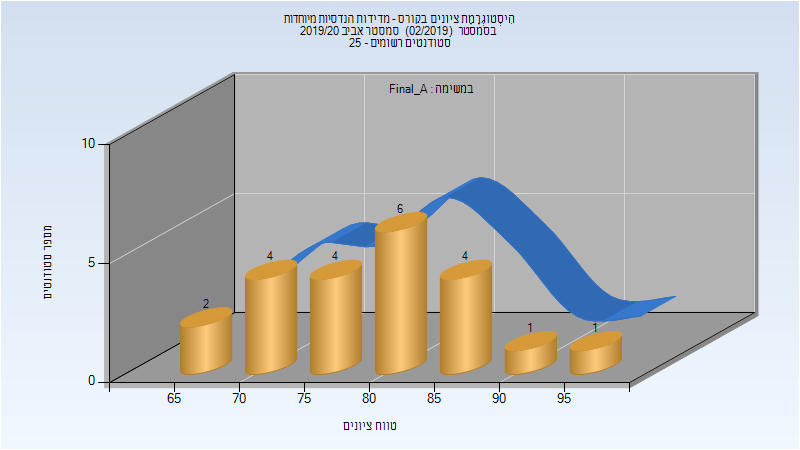 הִיסְטוֹגְרָמַת ציונים בקורס - מדידות הנדסיות מיוחדות
בסמסטר (02/2019) סמסטר אביב 2019/20
סטודנטים רשומים - 25
במשימה : Final_A
מספר סטודנטים
10
5
0
2
4
4
6
4
1
1
65 70 75 80 85 90 95
טווח ציונים